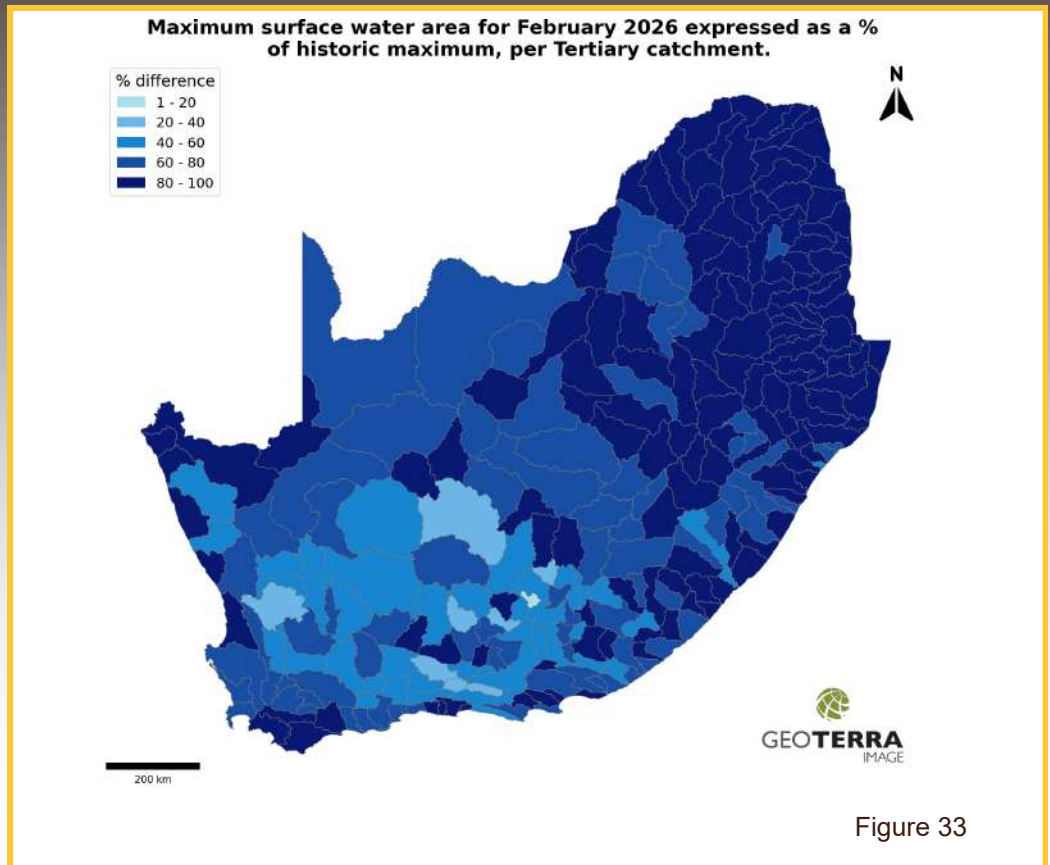 Maximum surface water area for February 2026 expressed as a %
of historic maximum, per Tertiary catchment.
% difference
1 - 20
20 - 40
40 - 60
60 - 80
80 - 100
N
GEOTERRA
IMAGE
200 km
Figure 33